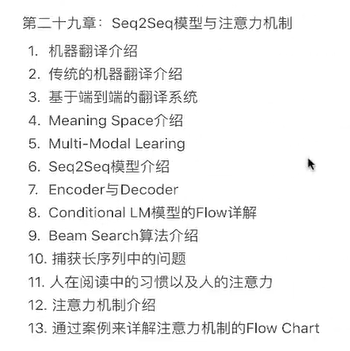 第二十九章：Seq2Seq模型与注意力机制
1. 机器翻译介绍
2. 传统的机器翻译介绍
3. 基于端到端的翻译系统
4. Meaning Space介绍
5. Multi-Modal Learing
6. Seq2Seq模型介绍
7. Encoder与Decoder
8. Conditional LM模型的Flow详解
9. Beam Search算法介绍
10. 捕获长序列中的问题
11. 人在阅读中的习惯以及人的注意力
12. 注意力机制介绍
13. 通过案例来详解注意力机制的Flow Chart